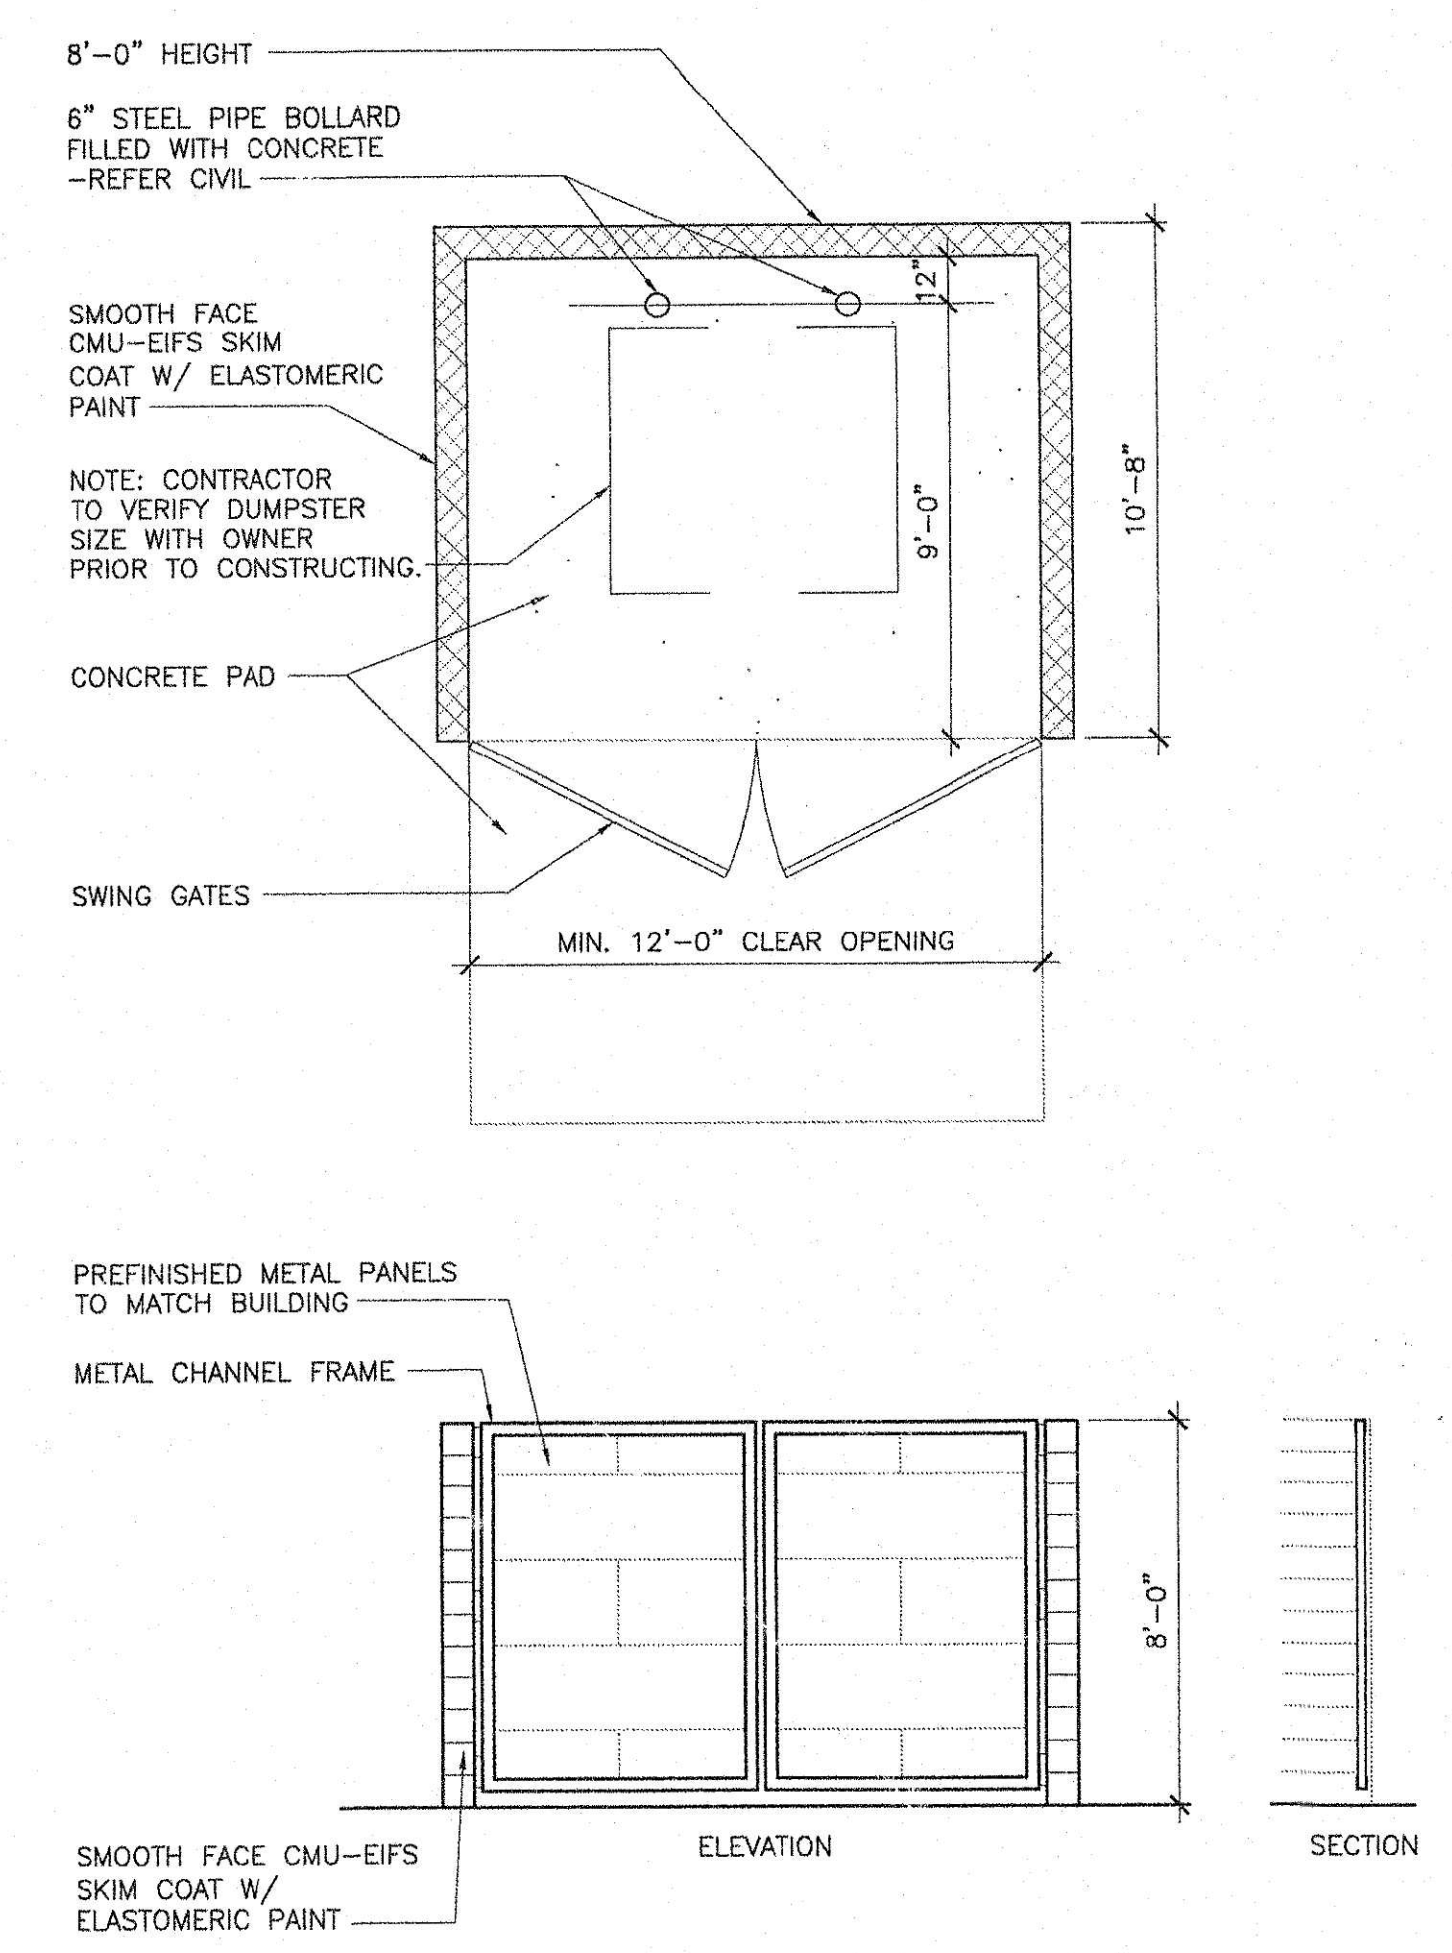 8'-0" HEIGHT
6" STEEL PIPE BOLLARD
FILLED WITH CONCRETE
-REFER CIVIL
12"
SMOOTH FACE
CMU-EIFS SKIM
COAT W/ ELASTOMERIC
PAINT
NOTE: CONTRACTOR
TO VERIFY DUMPSTER
SIZE WITH OWNER
PRIOR TO CONSTRUCTING.
9'-0"
10'-8"
CONCRETE PAD
SWING GATES
MIN. 12'-0" CLEAR OPENING
PREFINISHED METAL PANELS
TO MATCH BUILDING
METAL CHANNEL FRAME
8'-0"
SMOOTH FACE CMU-EIFS
SKIM COAT W/
ELASTOMERIC PAINT
ELEVATION
SECTION